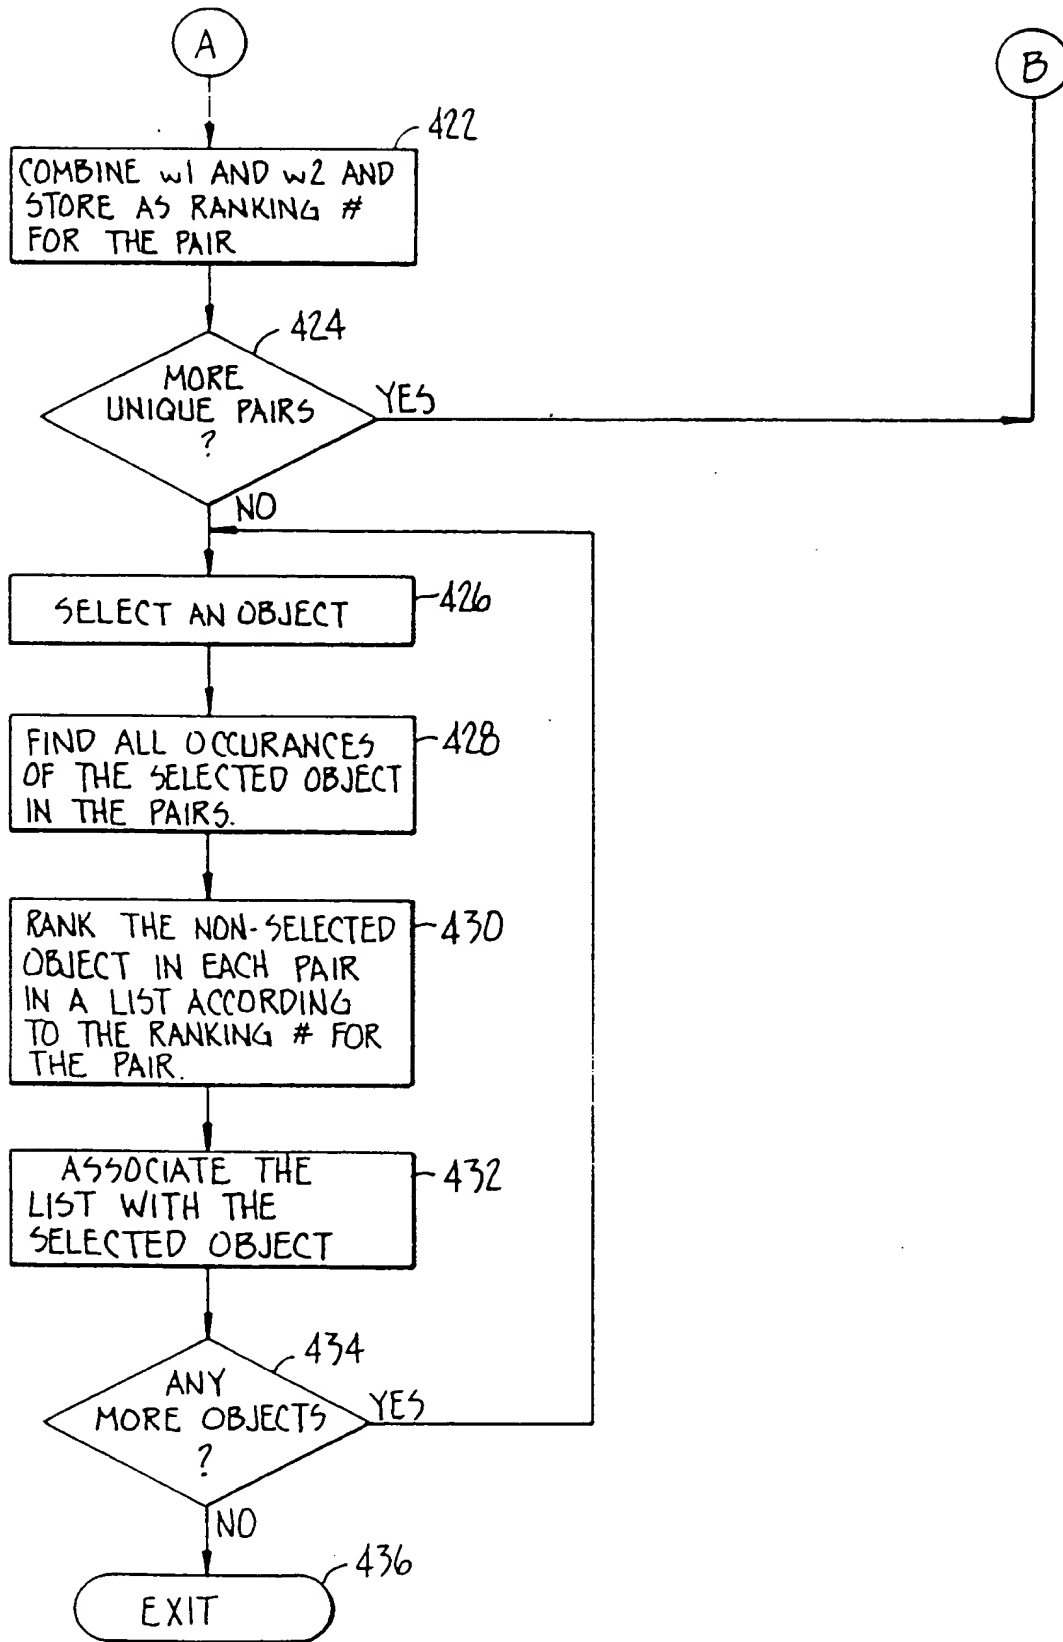 A
B
422
COMBINE w1 AND w2 AND
STORE AS RANKING #
FOR THE PAIR
424
MORE
UNIQUE PAIRS
?
YES
NO
SELECT AN OBJECT
426
FIND ALL OCCURANCES
OF THE SELECTED OBJECT
IN THE PAIRS.
428
RANK THE NON-SELECTED
OBJECT IN EACH PAIR
IN A LIST ACCORDING
TO THE RANKING # FOR
THE PAIR.
430
ASSOCIATE THE
LIST WITH THE
SELECTED OBJECT
432
434
ANY
MORE OBJECTS
?
YES
NO
436
EXIT